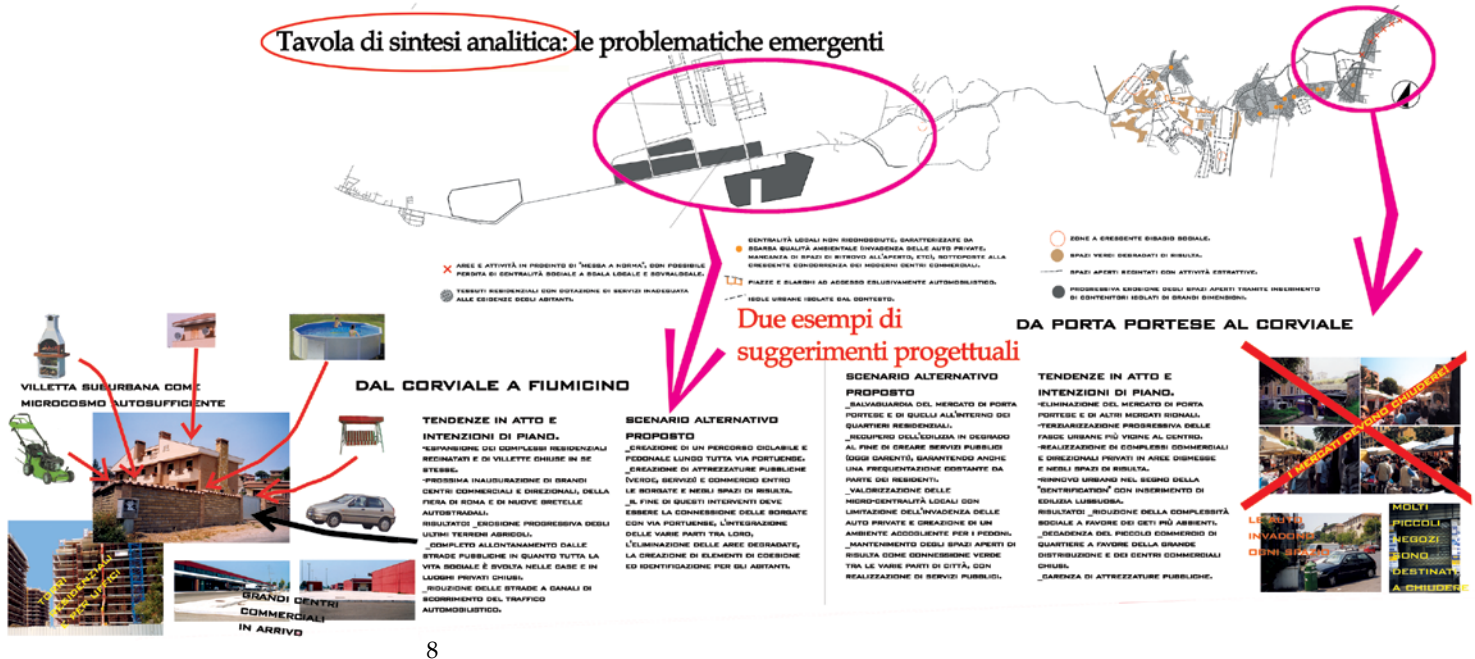 Tavola di sintesi analitica: le problematiche emergenti
AREE E ATTIVITÀ IN PROCINTO DI "MESSA A NORMA", CON POSSIBILE
PERDITA DI CENTRALITÀ SOCIALE A SCALA LOCALE E SOVRALOCALE.
TESSUTI RESIDENZIALI CON DOTAZIONE DI SERVIZI INADEGUATA
ALLE ESIGENZE DEGLI ABITANTI.
CENTRALITÀ LOCALI NON RICONOSCIUTE, CARATTERIZZATE DA
SCARSA QUALITÀ AMBIENTALE (INVADENZA DELLE AUTO PRIVATE,
MANCANZA DI SPAZI DI RITROVO ALL'APERTO, ETC), SOTTOPOSTE ALLA
CRESCENTE CONCORRENZA DEI MODERNI CENTRI COMMERCIALI.
PIAZZE E SLARGHI AD ACCESSO ESLUSIVAMENTE AUTOMOBILISTICO.
ISOLE URBANE ISOLATE DAL CONTESTO.
ZONE A CRESCENTE DISAGIO SOCIALE.
SPAZI VERDI DEGRADATI DI RISULTA.
SPAZI APERTI RECINTATI CON ATTIVITÀ ESTRATTIVE.
PROGRESSIVA EROSIONE DEGLI SPAZI APERTI TRAMITE INSERIMENTO
DI CONTENITORI ISOLATI DI GRANDI DIMENSIONI.
Due esempi di
suggerimenti progettuali
VILLETTA SUBURBANA COME
MICROCOSMO AUTOSUFFICIENTE
TORRI
RESIDENZIALI
E PER UFFICI
GRANDI CENTRI
COMMERCIALI
IN ARRIVO
DAL CORVIALE A FIUMICINO
TENDENZE IN ATTO E
INTENZIONI DI PIANO.
-ESPANSIONE DEI COMPLESSI RESIDENZIALI
RECINATATI E DI VILLETTE CHIUSE IN SE
STESSE.
-PROSSIMA INAUGURAZIONE DI GRANDI
CENTRI COMMERCIALI E DIREZIONALI, DELLA
FIERA DI ROMA E DI NUOVE BRETELLE
AUTOSTRADALI.
RISULTATO: _EROSIONE PROGRESSIVA DEGLI
ULTIMI TERRENI AGRICOLI.
_COMPLETO ALLONTANAMENTO DALLE
STRADE PUBBLICHE IN QUANTO TUTTA LA
VITA SOCIALE È SVOLTA NELLE CASE E IN
LUOGHI PRIVATI CHIUSI.
_RIDUZIONE DELLE STRADE A CANALI DI
SCORRIMENTO DEL TRAFFICO
AUTOMOBILISTICO.
SCENARIO ALTERNATIVO
PROPOSTO
_CREAZIONE DI UN PERCORSO CICLABILE E
PEDONALE LUNGO TUTTA VIA PORTUENSE.
_CREAZIONE DI ATTREZZATURE PUBBLICHE
(VERDE, SERVIZI) E COMMERCIO ENTRO
LE BORGATE E NEGLI SPAZI DI RISULTA.
_IL FINE DI QUESTI INTERVENTI DEVE
ESSERE LA CONNESSIONE DELLE BORGATE
CON VIA PORTUENSE, L'INTEGRAZIONE
DELLE VARIE PARTI TRA LORO,
L'ELIMINAZIONE DELLE AREE DEGRADATE,
LA CREAZIONE DI ELEMENTI DI COESIONE
ED IDENTIFICAZIONE PER GLI ABITANTI.
DA PORTA PORTESE AL CORVIALE
SCENARIO ALTERNATIVO
PROPOSTO
_SALVAGUARDIA DEL MERCATO DI PORTA
PORTESE E DI QUELLI ALL'INTERNO DEI
QUARTIERI RESIDENZIALI.
_RECUPERO DELL'EDILIZIA IN DEGRADO
AL FINE DI CREARE SERVIZI PUBBLICI
(OGGI CARENTI), GARANTENDO ANCHE
UNA FREQUENTAZIONE COSTANTE DA
PARTE DEI RESIDENTI.
_VALORIZZAZIONE DELLE
MICRO-CENTRALITÀ LOCALI CON
LIMITAZIONE DELL'INVADENZA DELLE
AUTO PRIVATE E CREAZIONE DI UN
AMBIENTE ACCOGLIENTE PER I PEDONI.
_MANTENIMENTO DEGLI SPAZI APERTI DI
RISULTA COME CONNESSIONE VERDE
TRA LE VARIE PARTI DI CITTÀ, CON
REALIZZAZIONE DI SERVIZI PUBBLICI.
TENDENZE IN ATTO E
INTENZIONI DI PIANO.
-ELIMINAZIONE DEL MERCATO DI PORTA
PORTESE E DI ALTRI MERCATI RIONALI.
-TERZIARIZZAZIONE PROGRESSIVA DELLE
FASCE URBANE PIÙ VICINE AL CENTRO.
-REALIZZAZIONE DI COMPLESSI COMMERCIALI
E DIREZIONALI PRIVATI IN AREE DISMESSE
E NEGLI SPAZI DI RISULTA.
-RINNOVO URBANO NEL SEGNO DELLA
"GENTRIFICATION" CON INSERIMENTO DI
EDILIZIA LUSSUOSA.
RISULTATO: _RIDUZIONE DELLA COMPLESSITÀ
SOCIALE A FAVORE DEI CETI PIÙ ABBIENTI.
_DECADENZA DEL PICCOLO COMMERCIO DI
QUARTIERE A FAVORE DELLA GRANDE
DISTRIBUZIONE E DEI CENTRI COMMERCIALI
CHIUSI.
_CARENZA DI ATTREZZATURE PUBBLICHE.
I MERCATI DEVONO CHIUDERE!
LE AUTO
INVADONO
OGNI SPAZIO
MOLTI
PICCOLI
NEGOZI
SONO
DESTINATI
A CHIUDERE
8